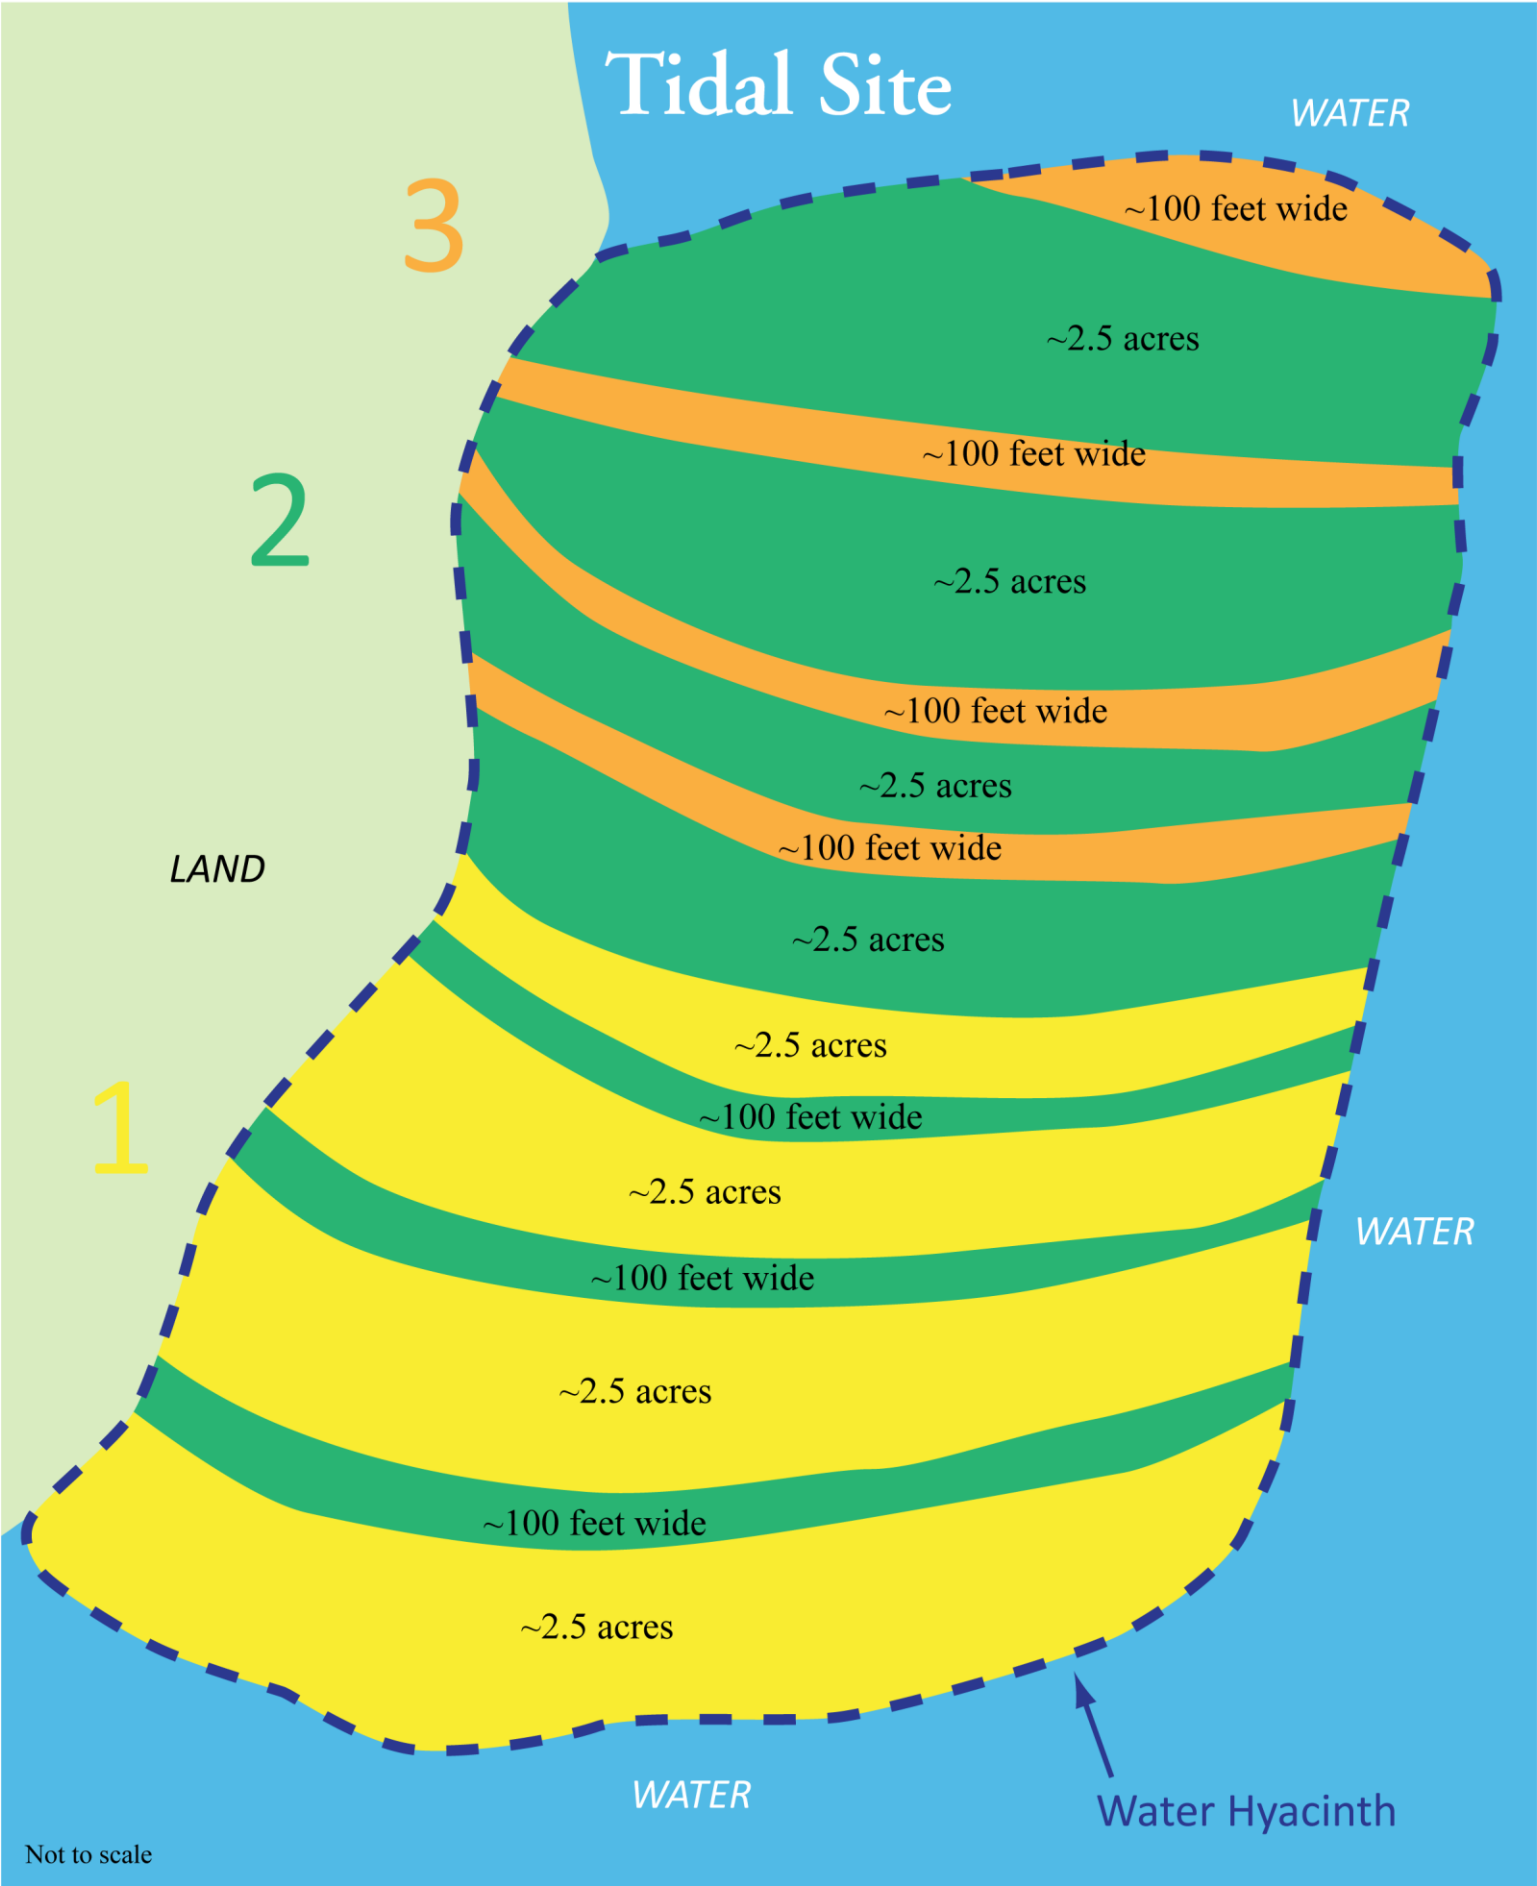 Tidal Site
WATER
3
~100 feet wide
~2.5 acres
~100 feet wide
2
~2.5 acres
~100 feet wide
~2.5 acres
~100 feet wide
LAND
~2.5 acres
~2.5 acres
1
~100 feet wide
~2.5 acres
WATER
~100 feet wide
~2.5 acres
~100 feet wide
~2.5 acres
WATER
Water Hyacinth
Not to scale